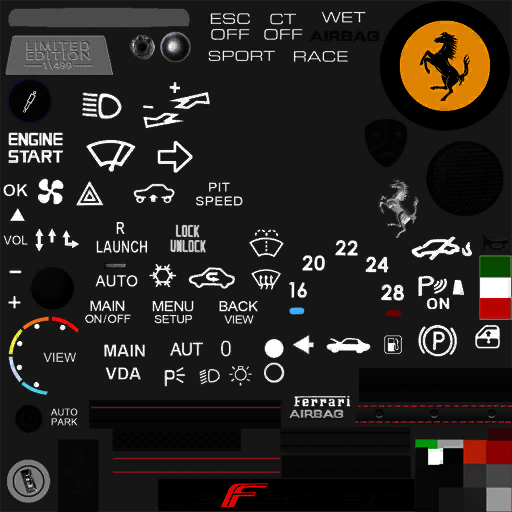 ESC OFF
CT OFF
WET
AIRBAG
SPORT
RACE
LIMITED
EDITION
1\499
ENGINE
START
OK
PIT
SPEED
VOL
R
LAUNCH
LOCK
UNLOCK
22
20
24
16
28
AUTO
P
ON
MAIN
ON/OFF
MENU
SETUP
BACK
VIEW
VIEW
MAIN
AUT
0
VDA
P
AUTO
PARK
Ferrari
AIRBAG